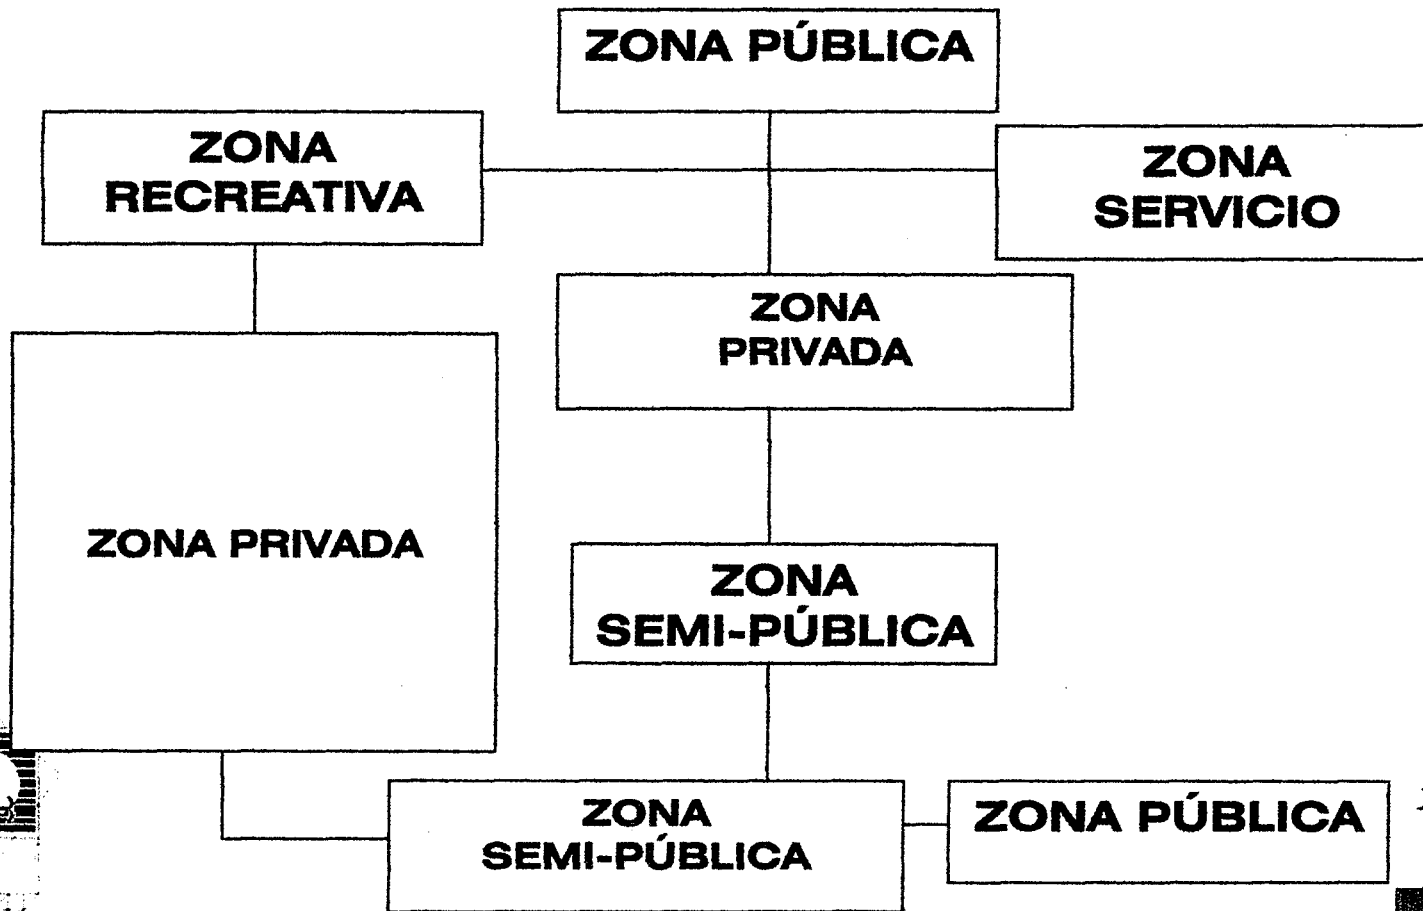 ZONA PÚBLICA
ZONA
RECREATIVA
ZONA
SERVICIO
ZONA
PRIVADA
ZONA PRIVADA
ZONA
SEMI-PÚBLICA
ZONA
SEMI-PÚBLICA
ZONA PÚBLICA